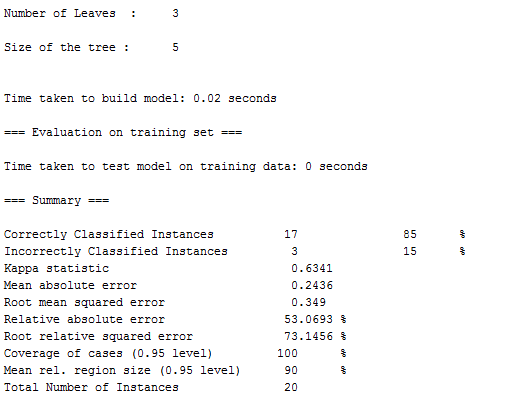 Number of Leaves  :     3
Size of the tree :      5
Time taken to build model: 0.02 seconds
=== Evaluation on training set ===
Time taken to test model on training data: 0 seconds
=== Summary ===
Correctly Classified Instances          17               85      %
Incorrectly Classified Instances         3               15      %
Kappa statistic                          0.6341
Mean absolute error                      0.2436
Root mean squared error                  0.349
Relative absolute error                 53.0693 %
Root relative squared error             73.1456 %
Coverage of cases (0.95 level)         100      %
Mean rel. region size (0.95 level)      90      %
Total Number of Instances               20